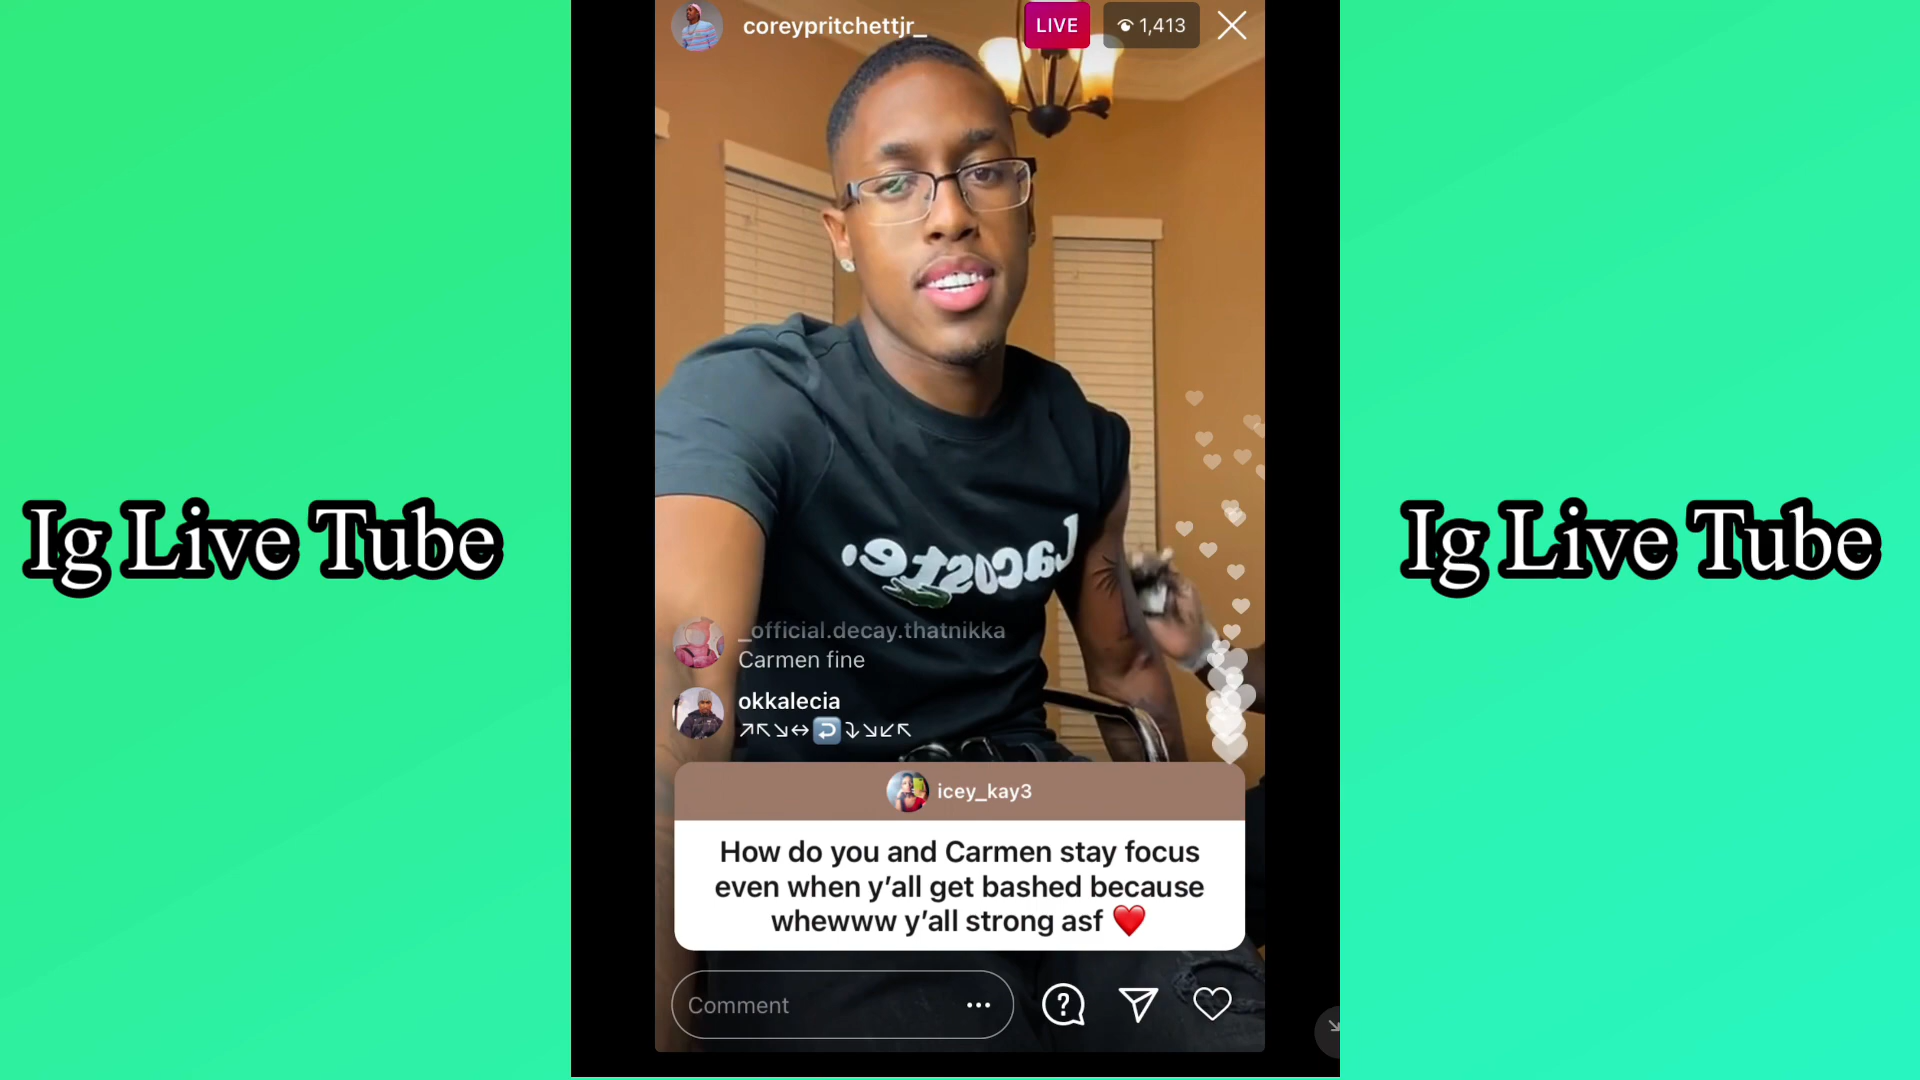 coreypritchettjr_
LIVE
1,413
Ig Live Tube
Ig Live Tube
Lacoste.
_official.decay.thatnikka
Carmen fine
okkalecia
↗↖↘↔↩⤵↘↙↖
icey_kay3
How do you and Carmen stay focus
even when y’all get bashed because
whewww y’all strong asf ❤️
Comment